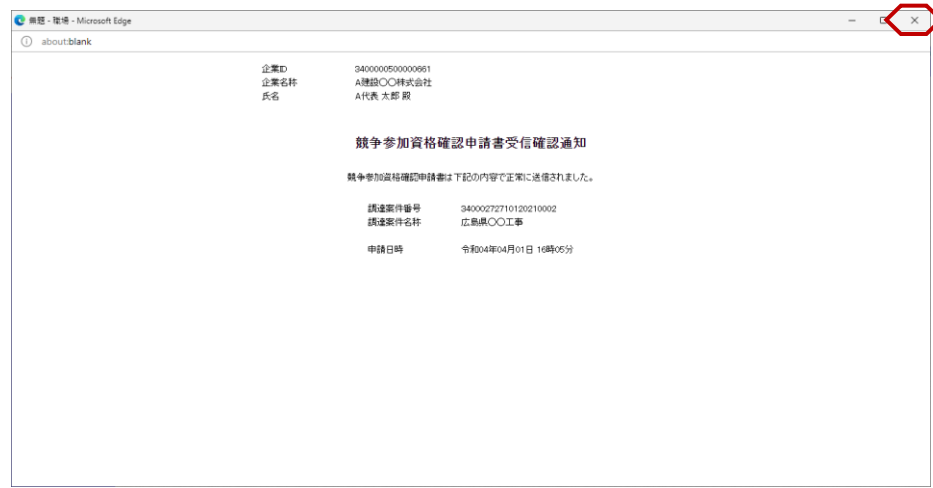 無題 - 職場 - Microsoft Edge
about:blank
企業ID 3400000500000661
企業名称 A建設〇〇株式会社
氏名 A代表 太郎 殿
競争参加資格確認申請書受信確認通知
競争参加資格確認申請書は下記の内容で正常に送信されました。
調達案件番号 34000272710120210002
調達案件名称 広島県〇〇工事
申請日時 令和04年04月01日 16時05分